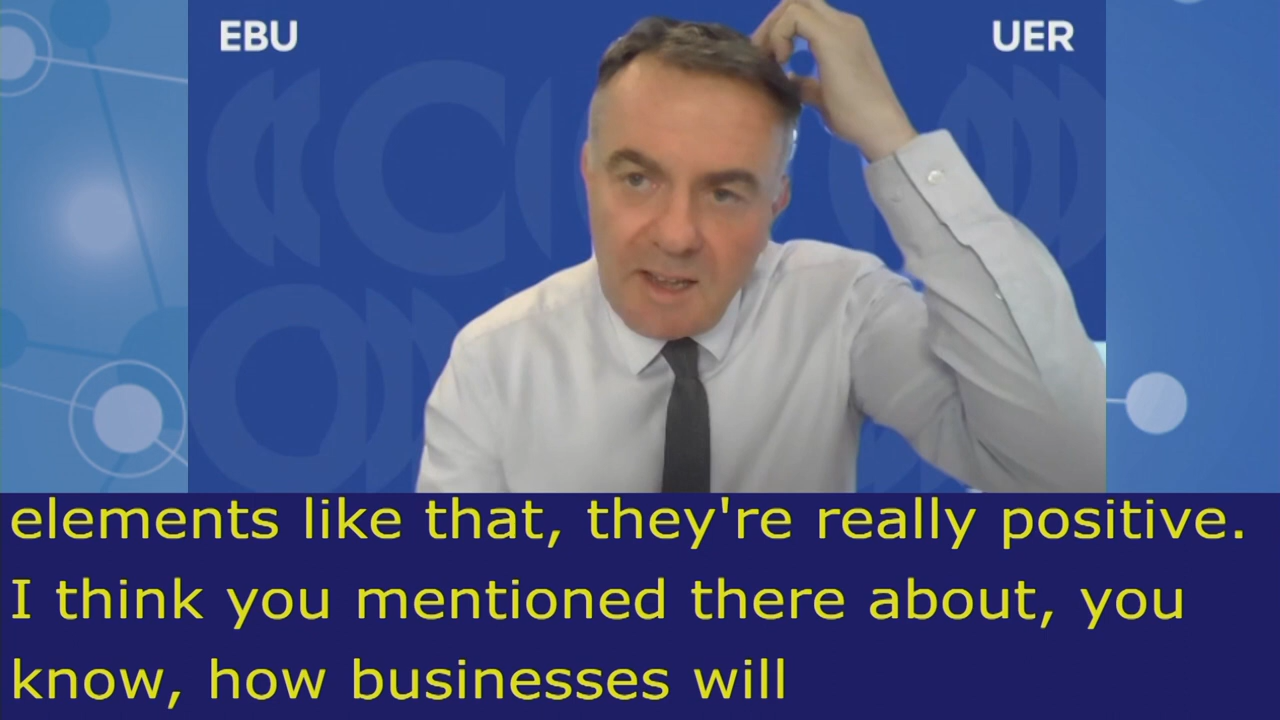 EBU
UER
elements like that, they're really positive.
I think you mentioned there about, you
know, how businesses will